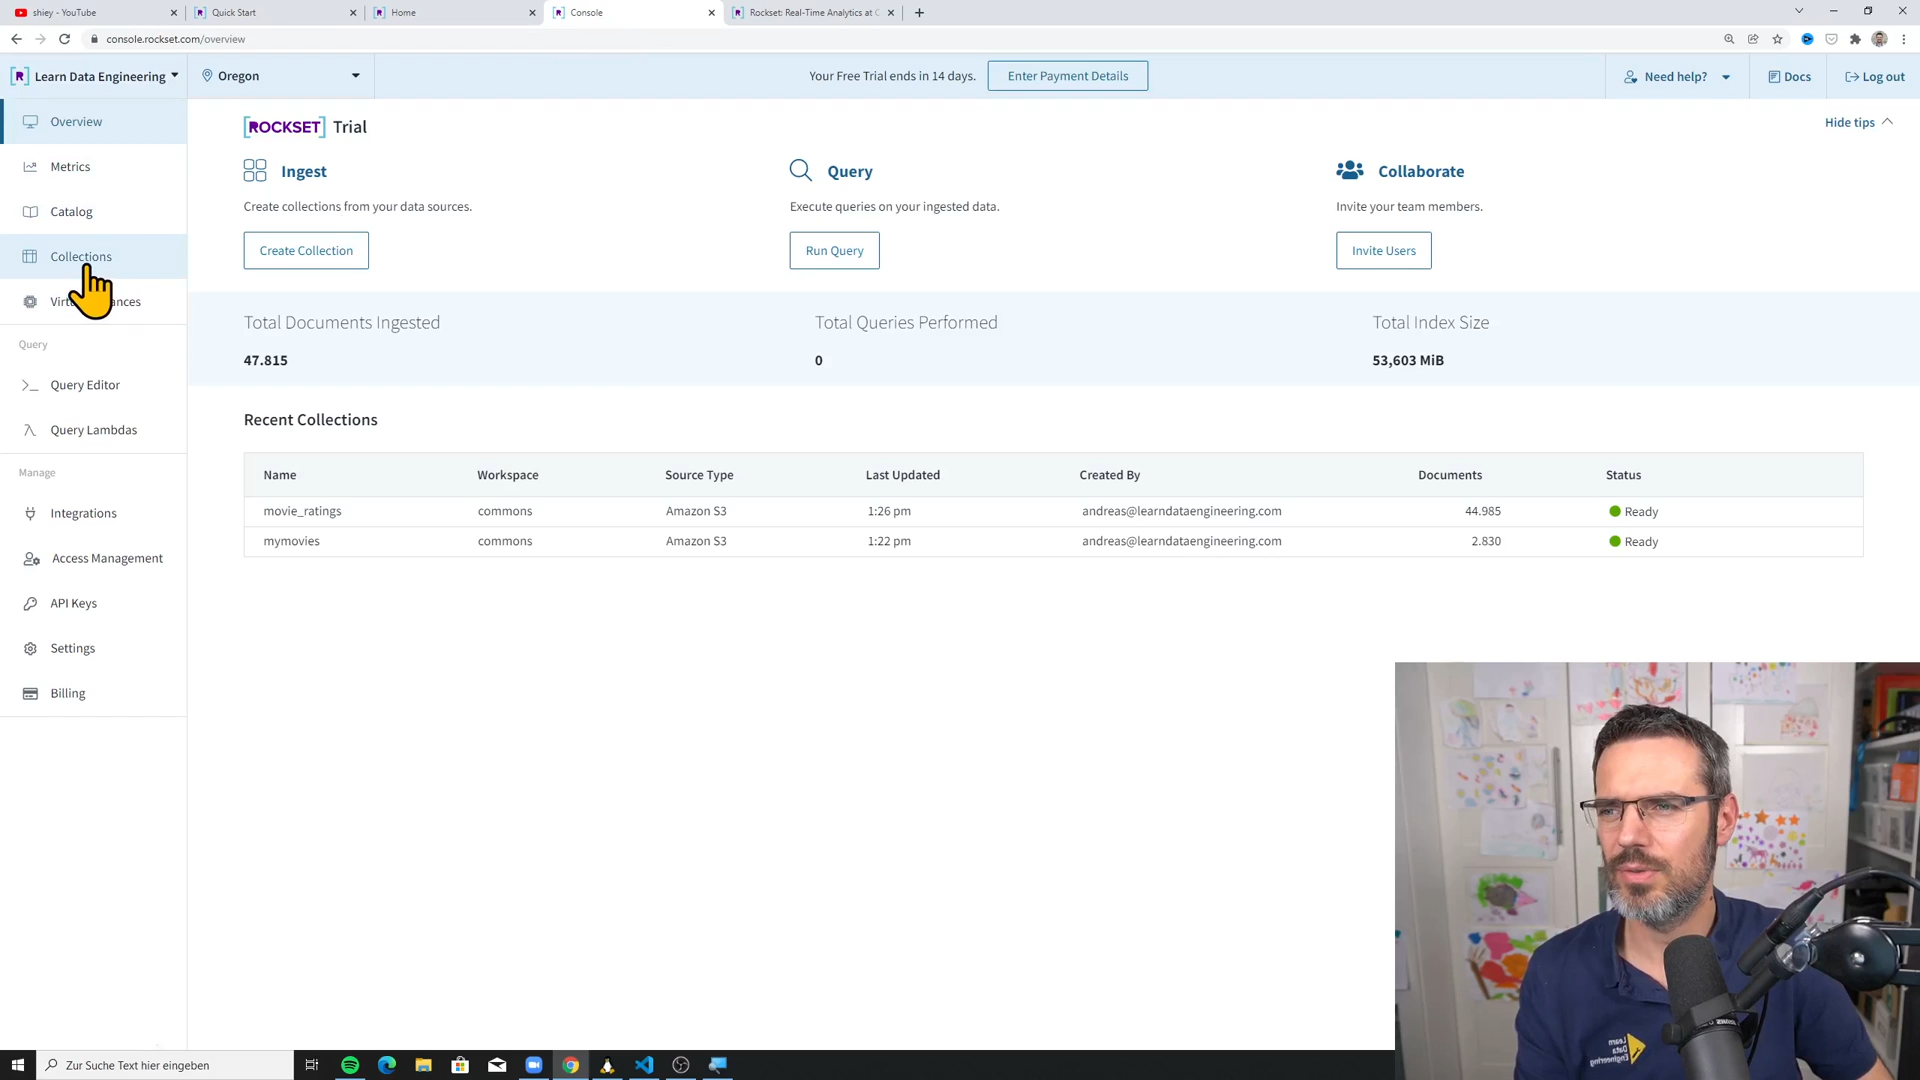 shiey - YouTube
Quick Start
Home
Console
Rockset: Real-Time Analytics at C
console.rockset.com/overview
Learn Data Engineering
Oregon
Your Free Trial ends in 14 days.
Enter Payment Details
Need help?
Docs
Log out
Overview
Metrics
Catalog
Collections
Query
Query Editor
Query Lambdas
Manage
Integrations
Access Management
API Keys
Settings
Billing
[ROCKSET] Trial
Hide tips
Ingest
Create collections from your data sources.
Create Collection
Query
Execute queries on your ingested data.
Run Query
Collaborate
Invite your team members.
Invite Users
Total Documents Ingested
47.815
Total Queries Performed
0
Total Index Size
53,603 MiB
Recent Collections
Name Workspace Source Type Last Updated Created By Documents Status
movie_ratings commons Amazon S3 1:26 pm andreas@learndataengineering.com 44.985 Ready
mymovies commons Amazon S3 1:22 pm andreas@learndataengineering.com 2.830 Ready
Learn
Data
Engineering
Zur Suche Text hier eingeben